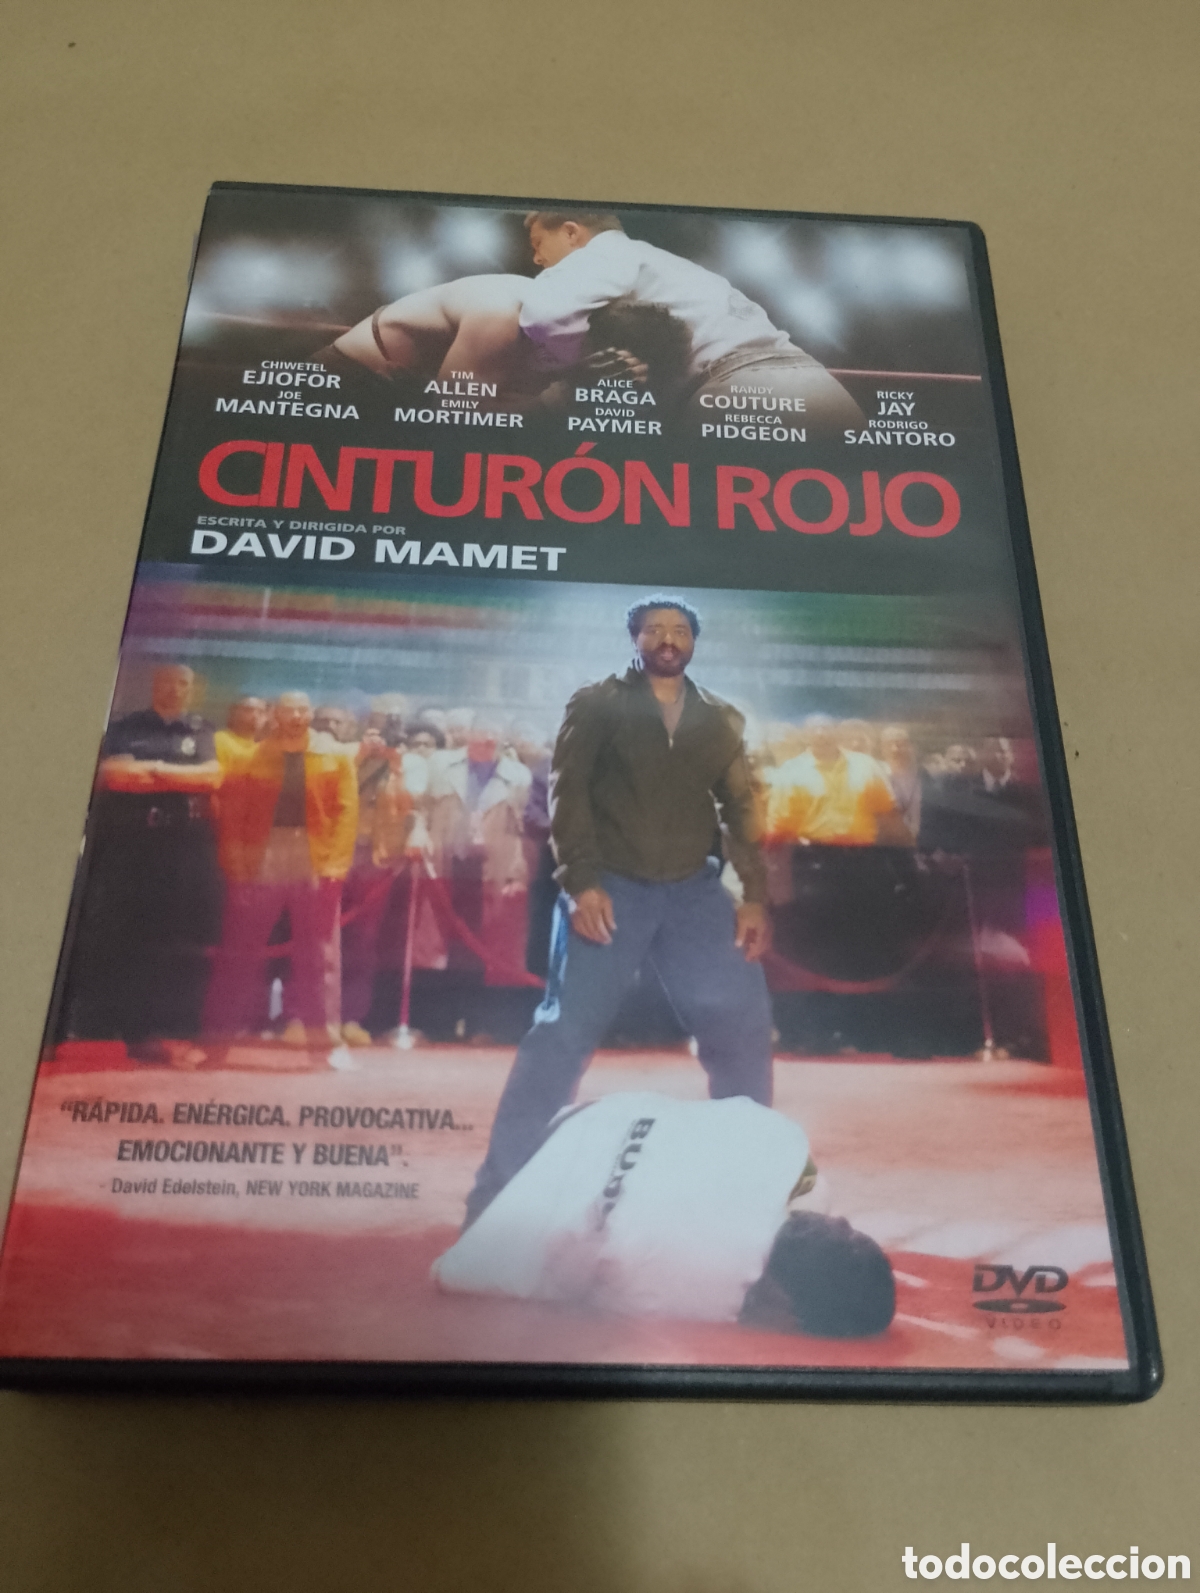 CHIWETEL EJIOFOR
TIM ALLEN
ALICE BRAGA
RANDY COUTURE
RICKY JAY
JOE MANTEGNA
EMILY MORTIMER
DAVID PAYMER
REBECCA PIDGEON
RODRIGO SANTORO
CINTURÓN ROJO
ESCRITA Y DIRIGIDA POR
DAVID MAMET
“RÁPIDA. ENÉRGICA. PROVOCATIVA...
EMOCIONANTE Y BUENA”.
- David Edelstein, NEW YORK MAGAZINE
DVD
VIDEO
todocoleccion